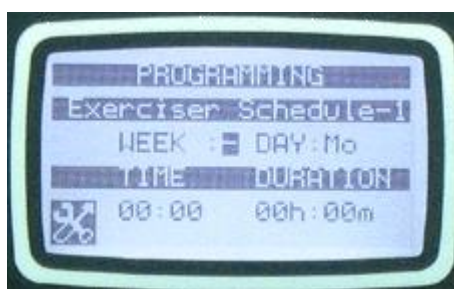 PROGRAMMING
Exerciser Schedule-1
WEEK :- DAY:Mo
TIME DURATION
00:00 00h:00m